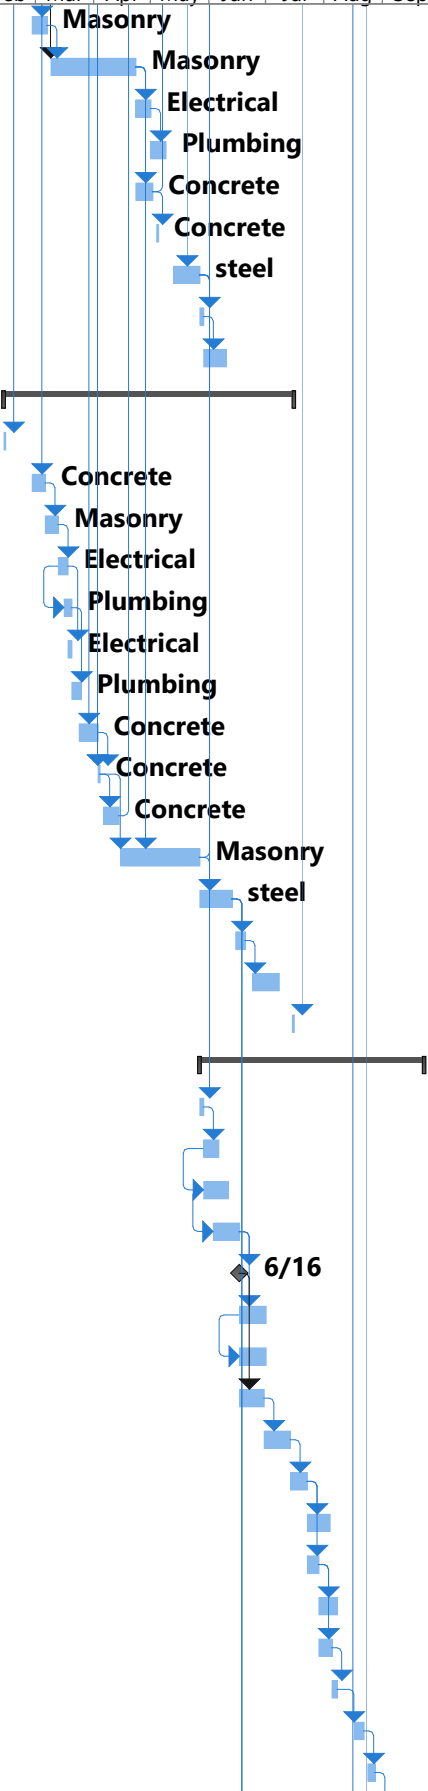 Masonry
Masonry
Electrical
Plumbing
Concrete
Concrete
steel
Concrete
Masonry
Electrical
Plumbing
Electrical
Plumbing
Concrete
Concrete
Concrete
Masonry
steel
6/16